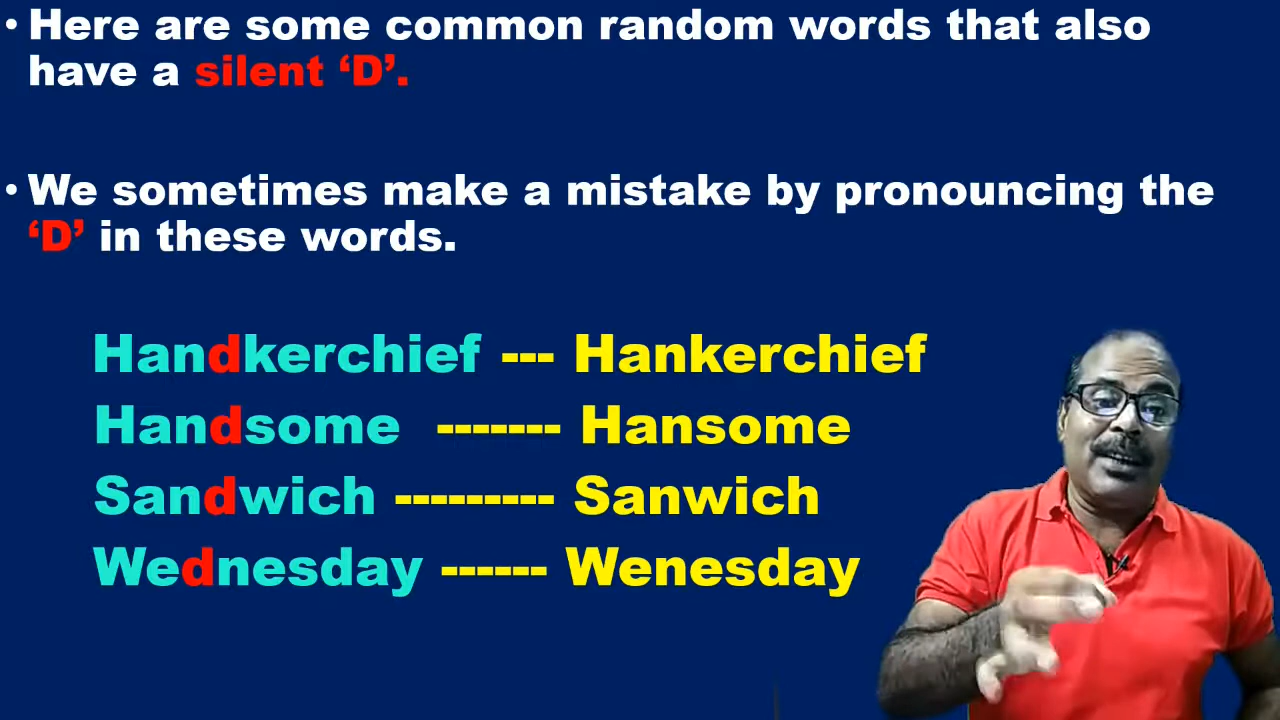 • Here are some common random words that also
have a silent ‘D’.
• We sometimes make a mistake by pronouncing the
‘D’ in these words.
Handkerchief --- Hankerchief
Handsome ------- Hansome
Sandwich --------- Sanwich
Wednesday ------ Wenesday